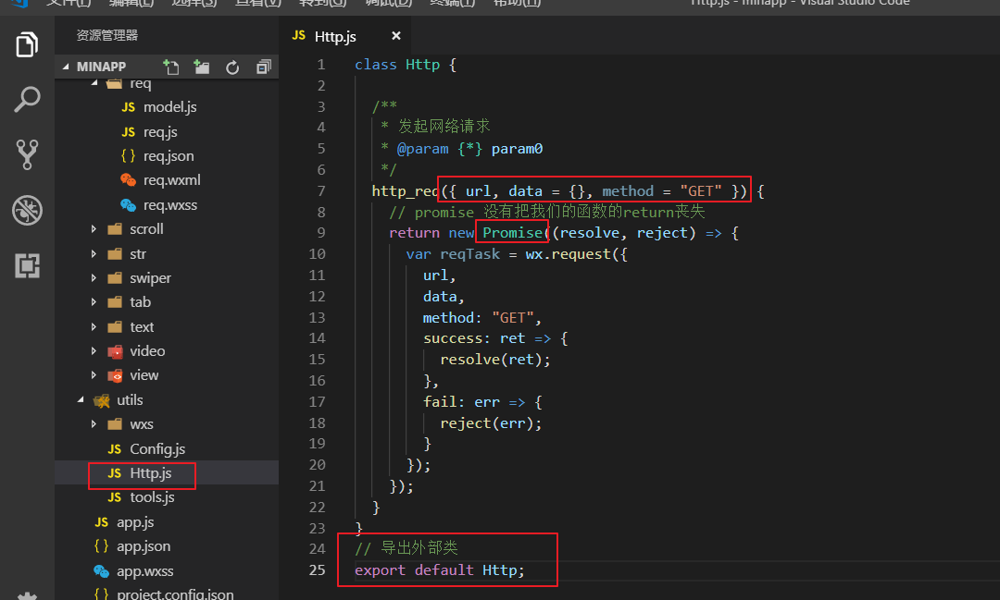 文件(F) 编辑(E) 选择(S) 查看(V) 转到(G) 调试(D) 终端(T) 帮助(H) Http.js - minapp - Visual Studio Code
资源管理器
MINAPP
req
JS model.js
JS req.js
{ } req.json
req.wxml
req.wxss
scroll
str
swiper
tab
text
video
view
utils
wxs
JS Config.js
JS Http.js
JS tools.js
JS app.js
{ } app.json
app.wxss
{ } project.config.json
JS Http.js ×
1 class Http {
2
3 /**
4 * 发起网络请求
5 * @param {*} param0
6 */
7 http_req({ url, data = {}, method = "GET" }) {
8 // promise 没有把我们的函数的return丧失
9 return new Promise((resolve, reject) => {
10 var reqTask = wx.request({
11 url,
12 data,
13 method: "GET",
14 success: ret => {
15 resolve(ret);
16 },
17 fail: err => {
18 reject(err);
19 }
20 });
21 });
22 }
23 }
24 // 导出外部类
25 export default Http;